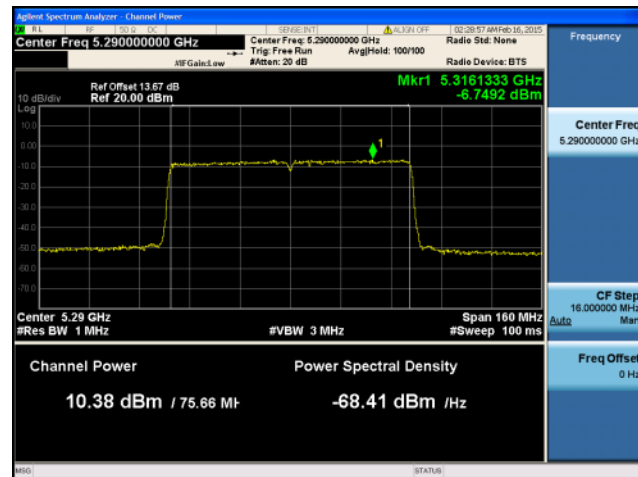 Agilent Spectrum Analyzer - Channel Power
RL RF 50 Ω DC SENSE:INT ALIGN OFF 02:28:57 AM Feb 16, 2015
Center Freq 5.290000000 GHz
Center Freq: 5.290000000 GHz
Radio Std: None
Trig: Free Run Avg|Hold: 100/100
#IFGain:Low #Atten: 20 dB Radio Device: BTS
Ref Offset 13.67 dB
Mkr1 5.3161333 GHz
10 dB/div Ref 20.00 dBm -6.7492 dBm
Log
10.0
0.00
-10.0
-20.0
-30.0
-40.0
-50.0
-60.0
-70.0
1
Center 5.29 GHz Span 160 MHz
#Res BW 1 MHz #VBW 3 MHz #Sweep 100 ms
Channel Power Power Spectral Density
10.38 dBm / 75.66 MH -68.41 dBm /Hz
MSG STATUS
Frequency
Center Freq
5.290000000 GHz
CF Step
16.000000 MHz
Auto Man
Freq Offset
0 Hz